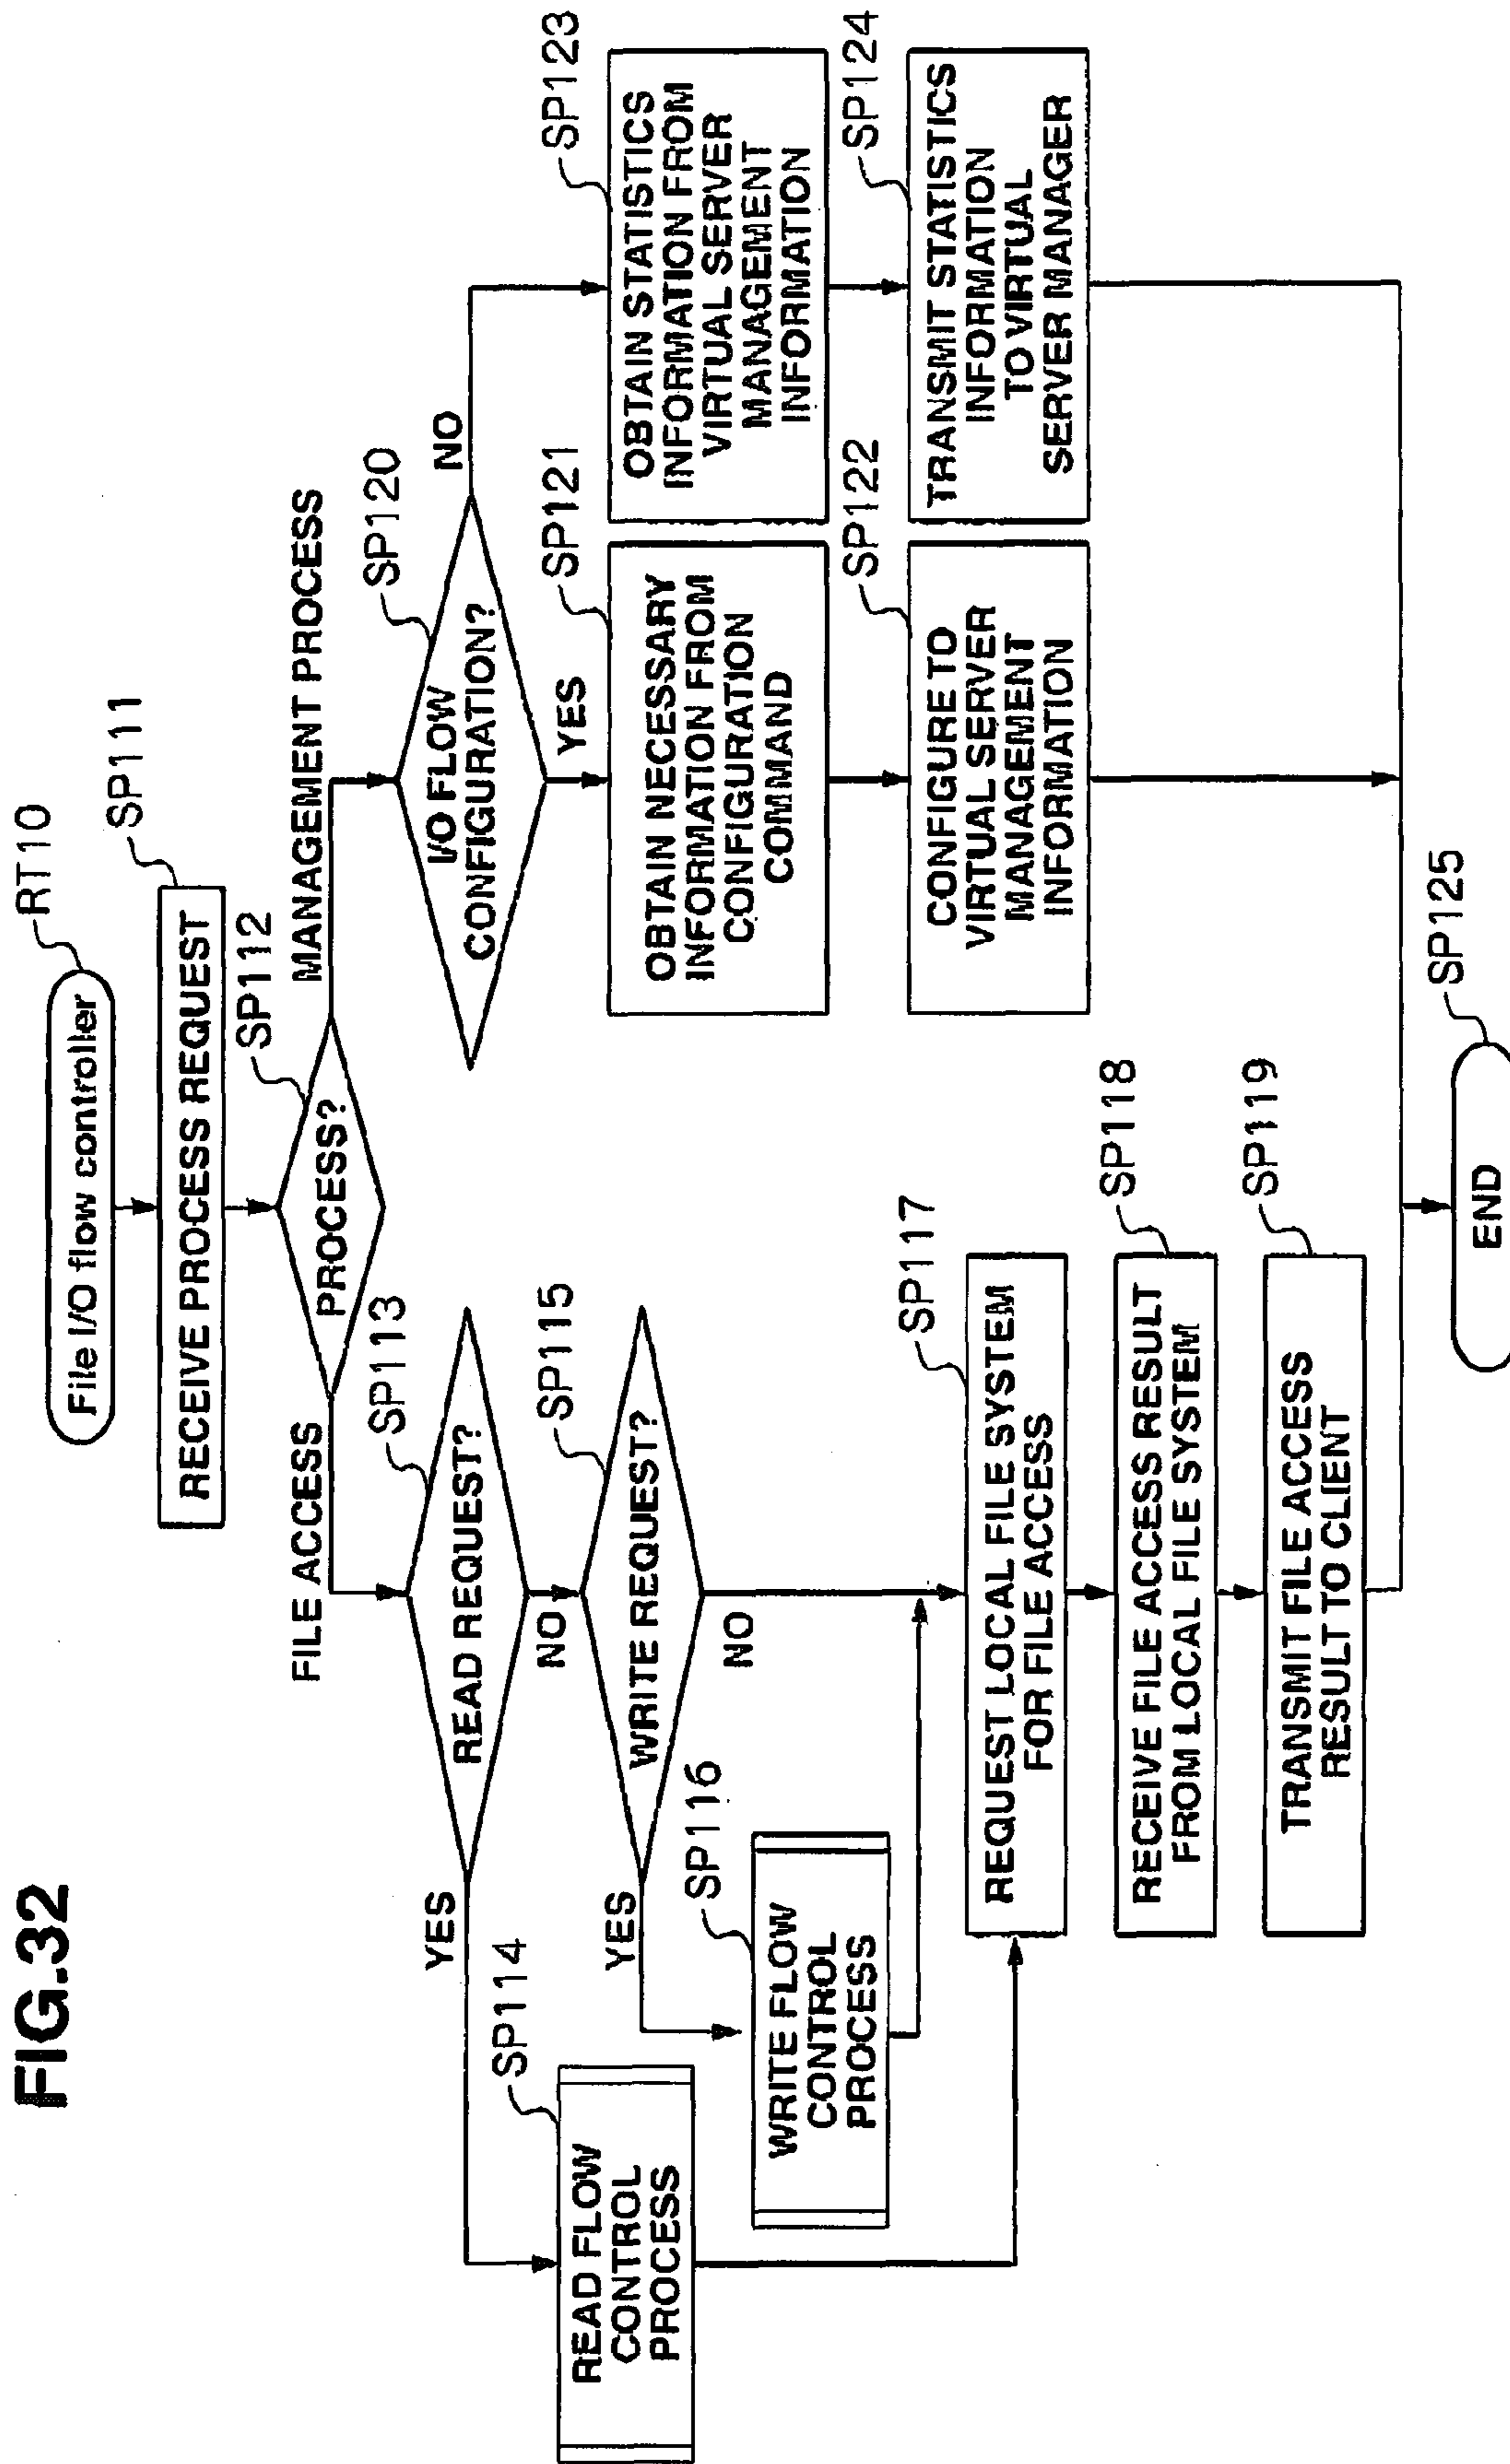 FIG.32
File I/O flow controller
RT10
RECEIVE PROCESS REQUEST
SP111
PROCESS?
SP112
FILE ACCESS
MANAGEMENT PROCESS
READ REQUEST?
SP113
YES
NO
READ FLOW
CONTROL
PROCESS
SP114
WRITE REQUEST?
SP115
YES
NO
WRITE FLOW
CONTROL
PROCESS
SP116
REQUEST LOCAL FILE SYSTEM
FOR FILE ACCESS
SP117
RECEIVE FILE ACCESS RESULT
FROM LOCAL FILE SYSTEM
SP118
TRANSMIT FILE ACCESS
RESULT TO CLIENT
SP119
I/O FLOW
CONFIGURATION?
SP120
YES
NO
OBTAIN NECESSARY
INFORMATION FROM
CONFIGURATION
COMMAND
SP121
CONFIGURE TO
VIRTUAL SERVER
MANAGEMENT
INFORMATION
SP122
OBTAIN STATISTICS
INFORMATION FROM
VIRTUAL SERVER
MANAGEMENT
INFORMATION
SP123
TRANSMIT STATISTICS
INFORMATION
TO VIRTUAL
SERVER MANAGER
SP124
END
SP125